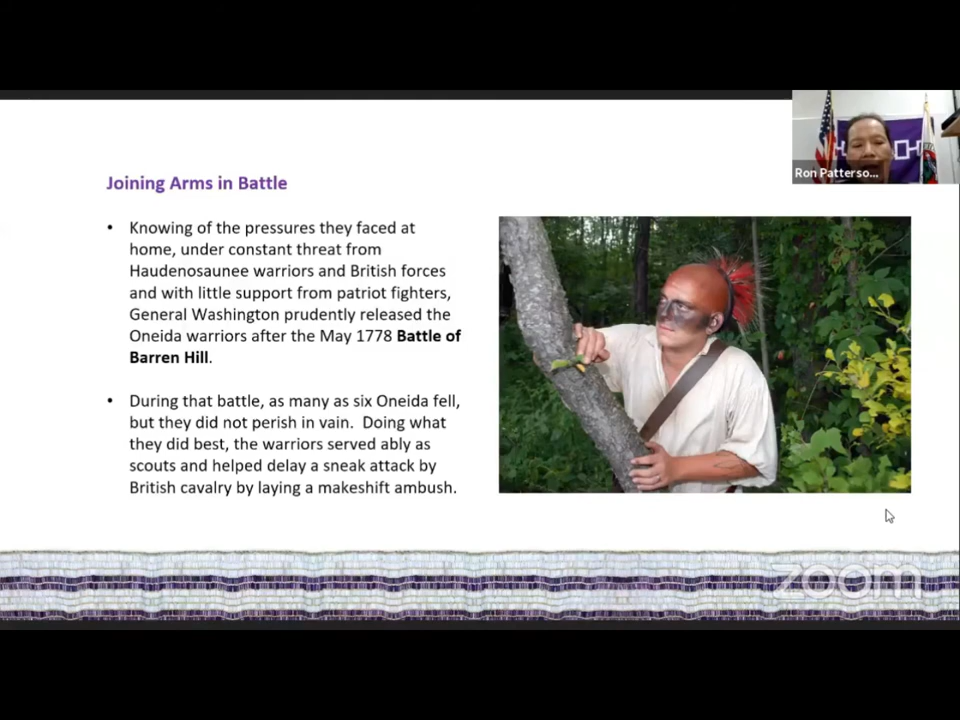 Ron Patterso...
Joining Arms in Battle
• Knowing of the pressures they faced at
home, under constant threat from
Haudenosaunee warriors and British forces
and with little support from patriot fighters,
General Washington prudently released the
Oneida warriors after the May 1778 Battle of
Barren Hill.
• During that battle, as many as six Oneida fell,
but they did not perish in vain. Doing what
they did best, the warriors served ably as
scouts and helped delay a sneak attack by
British cavalry by laying a makeshift ambush.
zoom